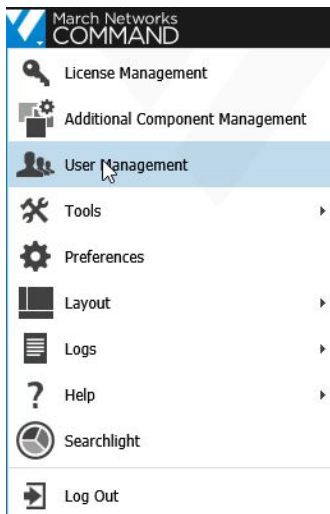 March Networks
COMMAND
License Management
Additional Component Management
User Management
Tools
Preferences
Layout
Logs
Help
Searchlight
Log Out